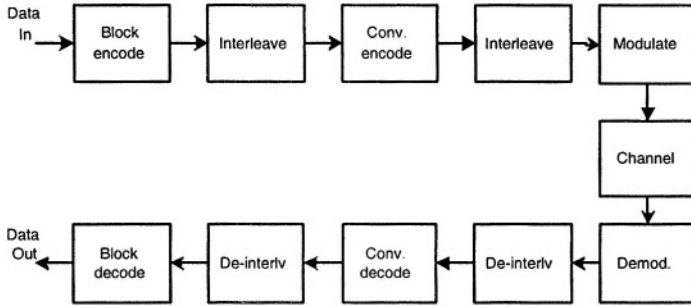 Data
In
Block
encode
Interleave
Conv.
encode
Interleave
Modulate
Channel
Data
Out
Block
decode
De-interlv
Conv.
decode
De-interlv
Demod.